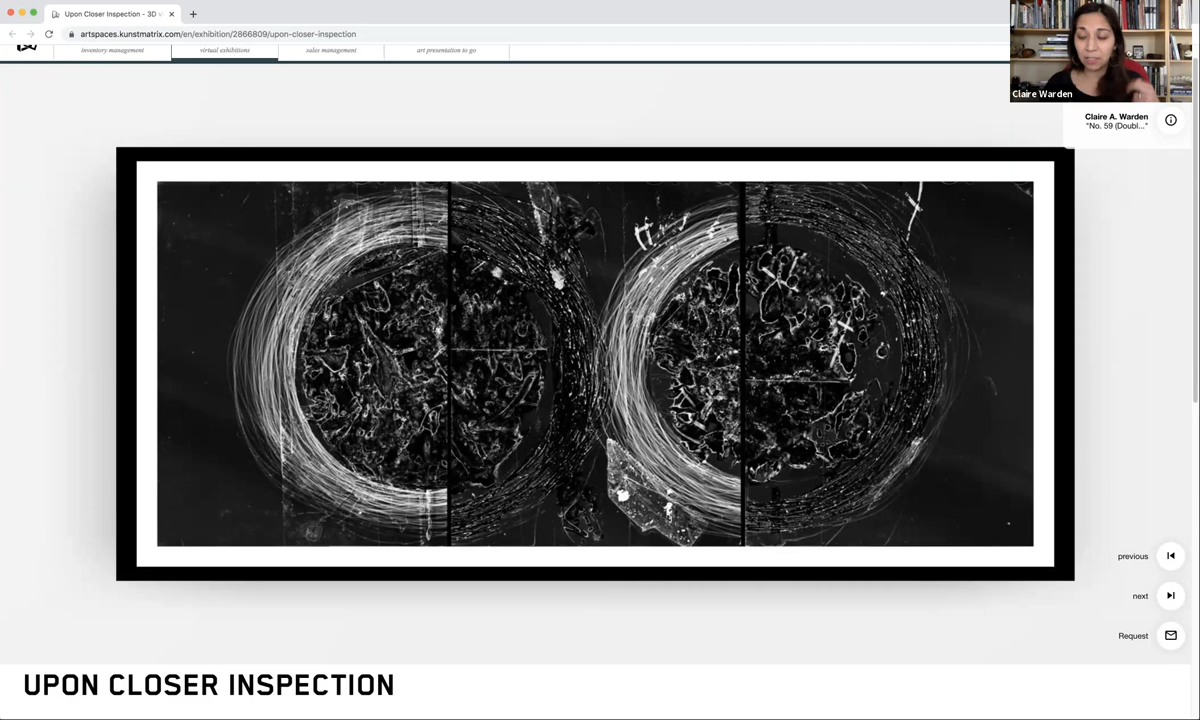 Upon Closer Inspection - 3D v
artspaces.kunstmatrix.com/en/exhibition/2866809/upon-closer-inspection
inventory management
virtual exhibitions
sales management
art presentation to go
Claire Warden
Claire A. Warden
"No. 59 (Doubl..."
previous
next
Request
UPON CLOSER INSPECTION